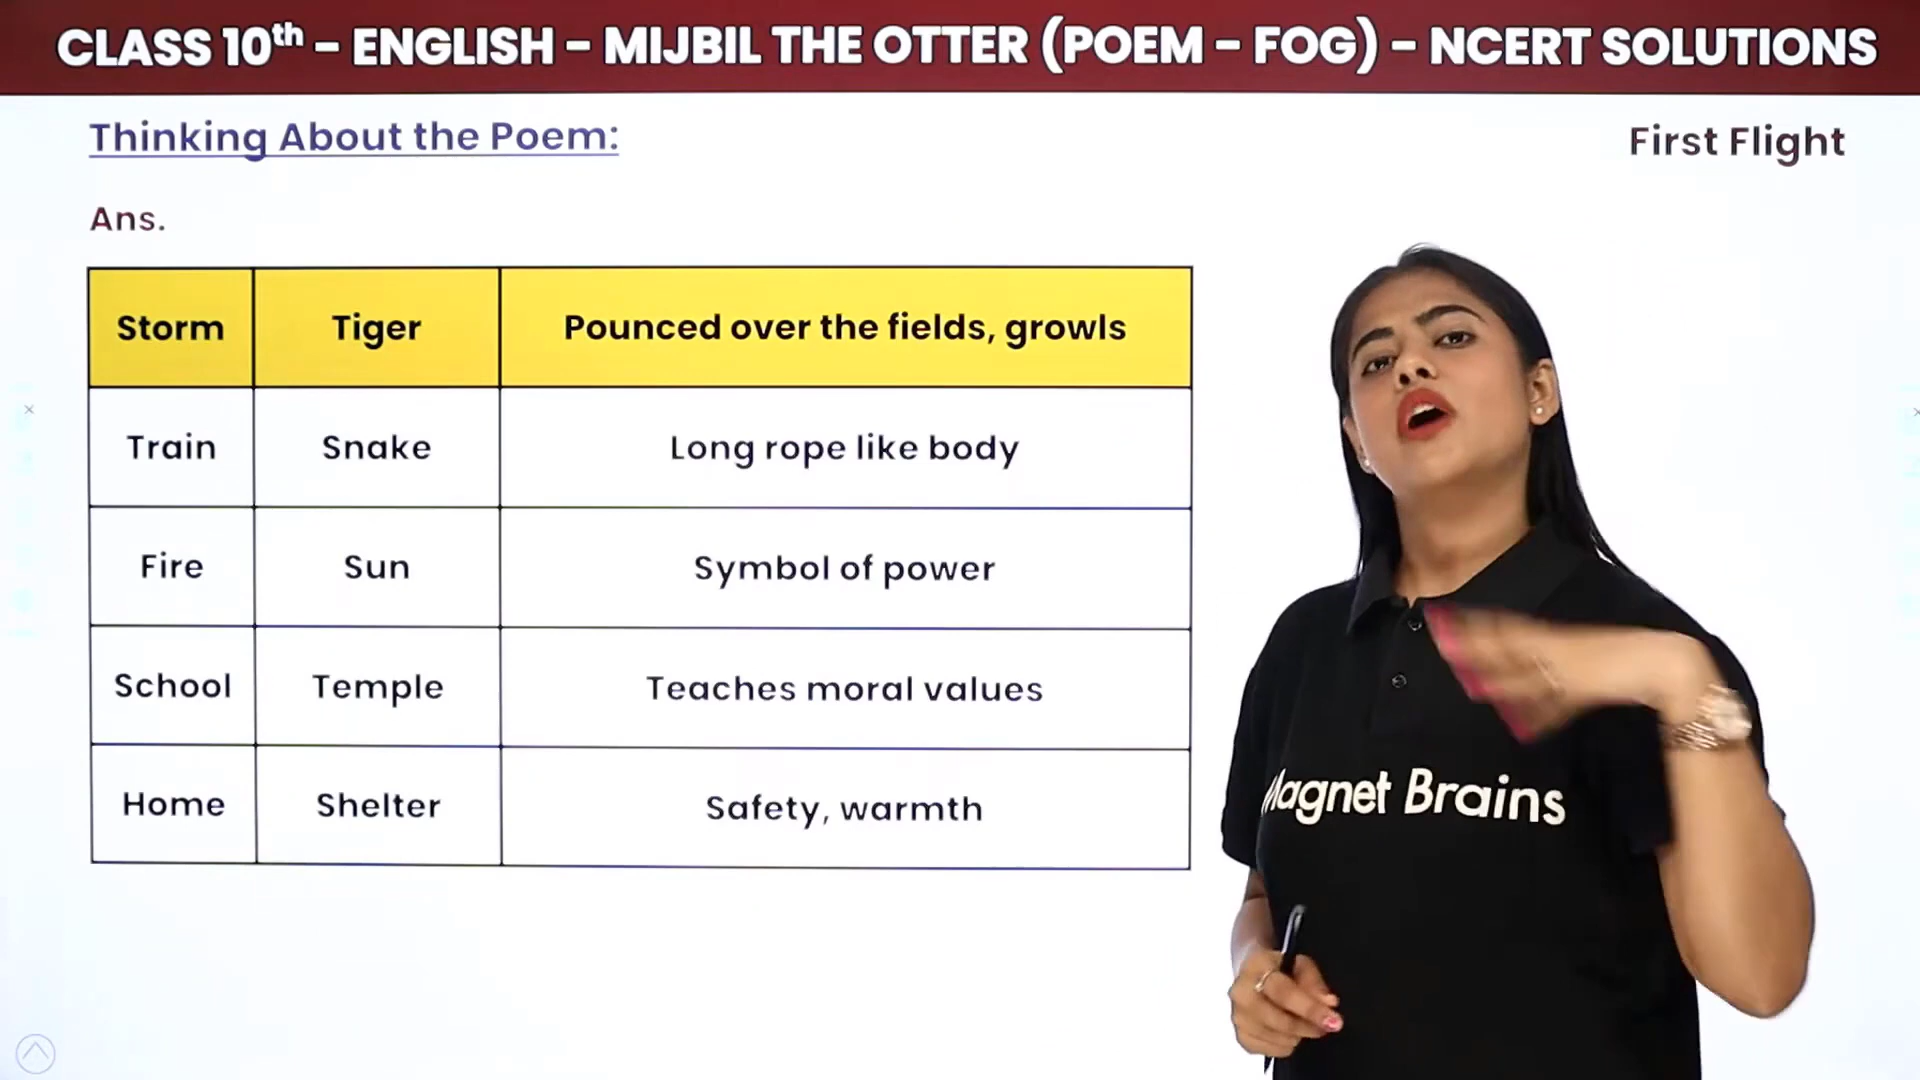 CLASS 10th – ENGLISH – MIJBIL THE OTTER (POEM – FOG) – NCERT SOLUTIONS
Thinking About the Poem:
First Flight
Ans.
Storm Tiger Pounced over the fields, growls
Train Snake Long rope like body
Fire Sun Symbol of power
School Temple Teaches moral values
Home Shelter Safety, warmth
Magnet Brains